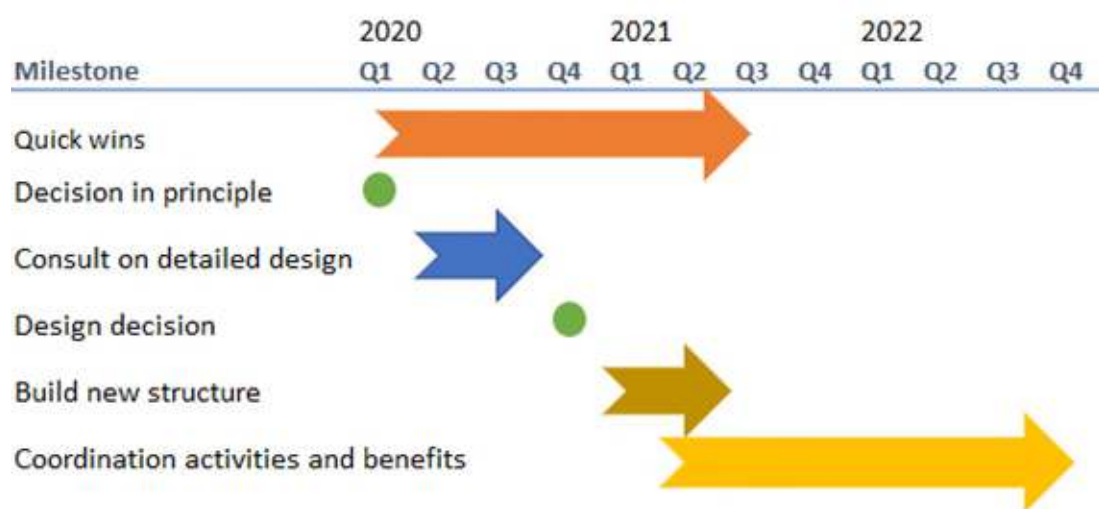 2020 2021 2022
Milestone Q1 Q2 Q3 Q4 Q1 Q2 Q3 Q4 Q1 Q2 Q3 Q4
Quick wins
Decision in principle
Consult on detailed design
Design decision
Build new structure
Coordination activities and benefits